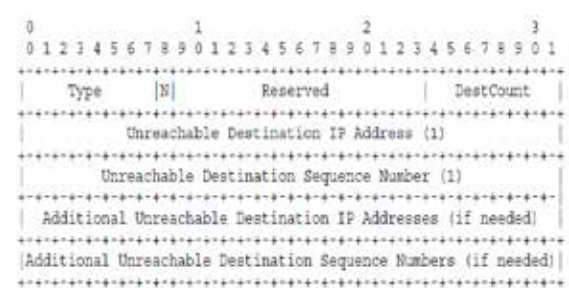 0                   1                   2                   3
0 1 2 3 4 5 6 7 8 9 0 1 2 3 4 5 6 7 8 9 0 1 2 3 4 5 6 7 8 9 0 1
+-+-+-+-+-+-+-+-+-+-+-+-+-+-+-+-+-+-+-+-+-+-+-+-+-+-+-+-+-+-+-+-+
| Type |N| Reserved | DestCount |
+-+-+-+-+-+-+-+-+-+-+-+-+-+-+-+-+-+-+-+-+-+-+-+-+-+-+-+-+-+-+-+-+
| Unreachable Destination IP Address (1) |
+-+-+-+-+-+-+-+-+-+-+-+-+-+-+-+-+-+-+-+-+-+-+-+-+-+-+-+-+-+-+-+-+
| Unreachable Destination Sequence Number (1) |
+-+-+-+-+-+-+-+-+-+-+-+-+-+-+-+-+-+-+-+-+-+-+-+-+-+-+-+-+-+-+-+-|
| Additional Unreachable Destination IP Addresses (if needed) |
+-+-+-+-+-+-+-+-+-+-+-+-+-+-+-+-+-+-+-+-+-+-+-+-+-+-+-+-+-+-+-+-+
|Additional Unreachable Destination Sequence Numbers (if needed)|
+-+-+-+-+-+-+-+-+-+-+-+-+-+-+-+-+-+-+-+-+-+-+-+-+-+-+-+-+-+-+-+-+